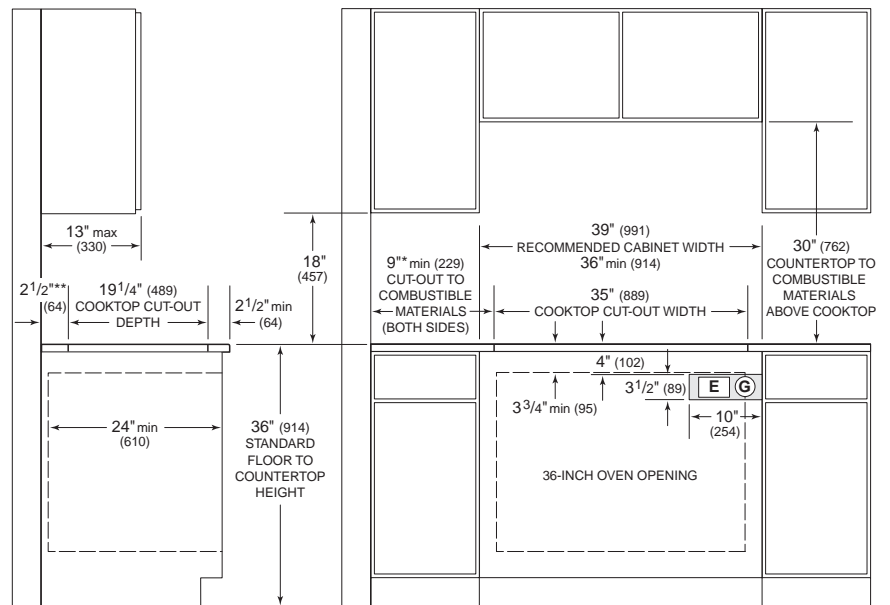 13" max
(330)
18"
(457)
2 1/2"**
(64)
19 1/4" (489)
COOKTOP CUT-OUT
DEPTH
2 1/2" min
(64)
24" min
(610)
36" (914)
STANDARD
FLOOR TO
COUNTERTOP
HEIGHT
9"* min (229)
CUT-OUT TO
COMBUSTIBLE
MATERIALS
(BOTH SIDES)
39" (991)
RECOMMENDED CABINET WIDTH
36" min (914)
35" (889)
COOKTOP CUT-OUT WIDTH
30" (762)
COUNTERTOP TO
COMBUSTIBLE
MATERIALS
ABOVE COOKTOP
4" (102)
3 1/2" (89)
3 3/4" min (95)
E
G
10"
(254)
36-INCH OVEN OPENING